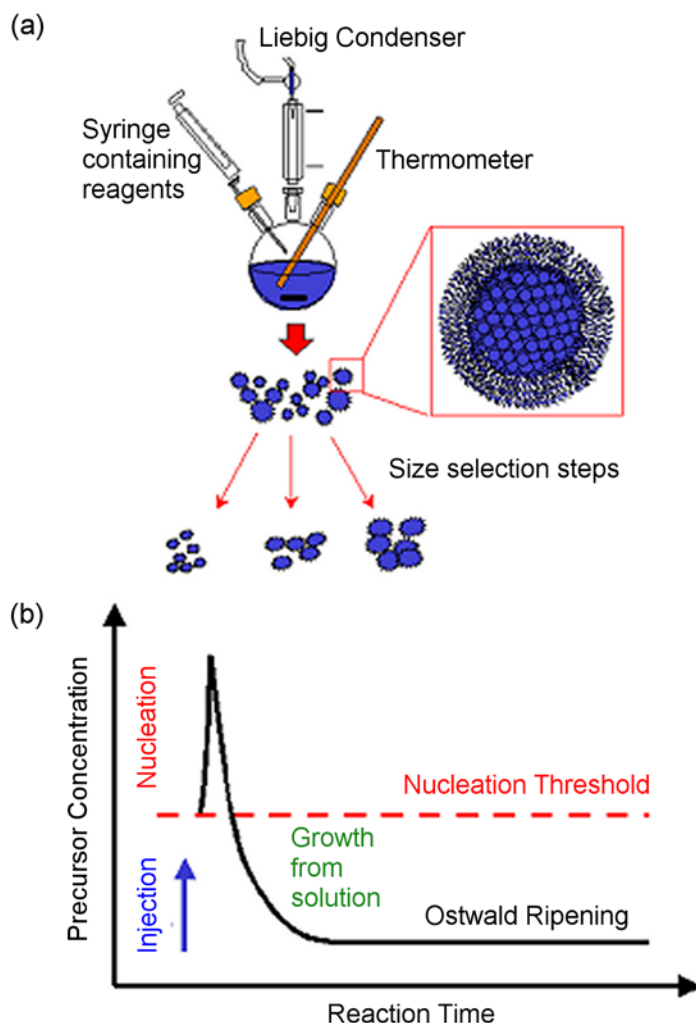 (a)
Liebig Condenser
Syringe
containing
reagents
Thermometer
Size selection steps
(b)
Precursor Concentration
Nucleation
Injection
Nucleation Threshold
Growth
from
solution
Ostwald Ripening
Reaction Time